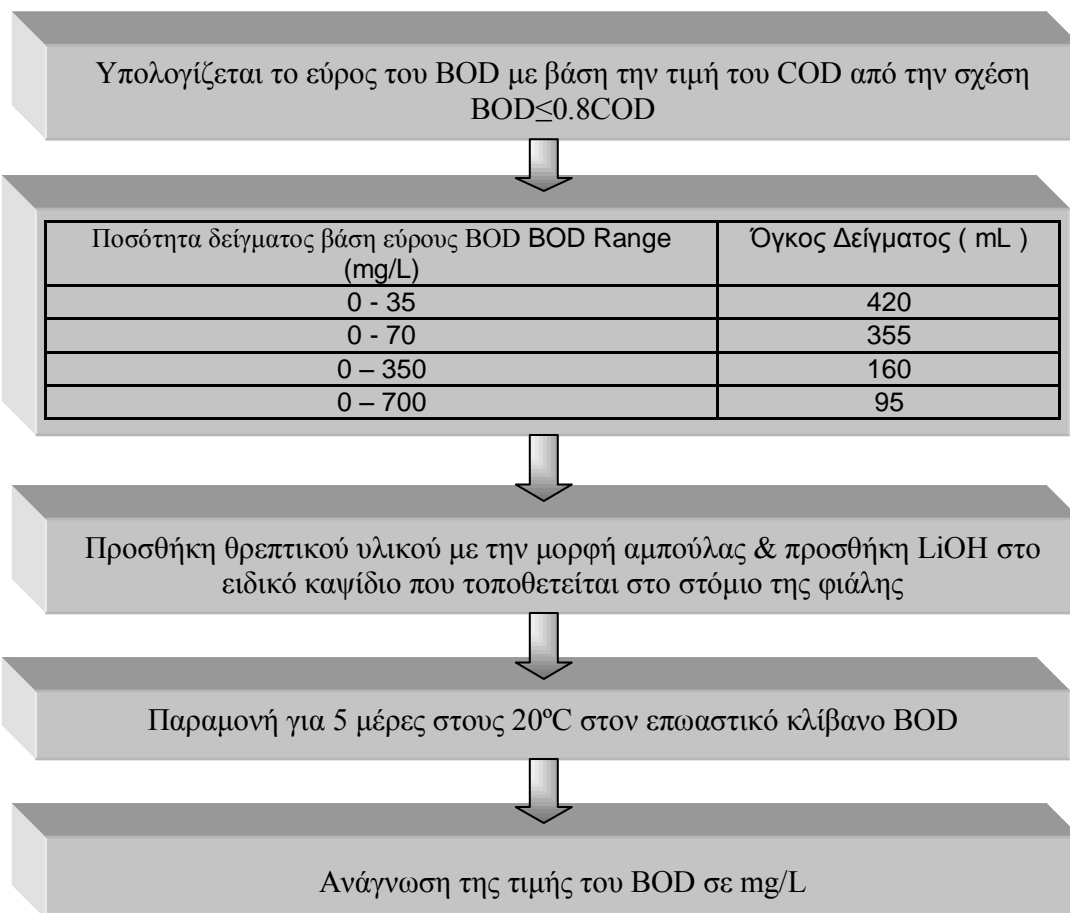 Υπολογίζεται το εύρος του BOD με βάση την τιμή του COD από την σχέση
BOD≤0.8COD
Ποσότητα δείγματος βάση εύρους BOD BOD Range
(mg/L)
Όγκος Δείγματος ( mL )
0 - 35 420
0 - 70 355
0 – 350 160
0 – 700 95
Προσθήκη θρεπτικού υλικού με την μορφή αμπούλας & προσθήκη LiOH στο
ειδικό καψίδιο που τοποθετείται στο στόμιο της φιάλης
Παραμονή για 5 μέρες στους 20ºC στον επωαστικό κλίβανο BOD
Ανάγνωση της τιμής του BOD σε mg/L